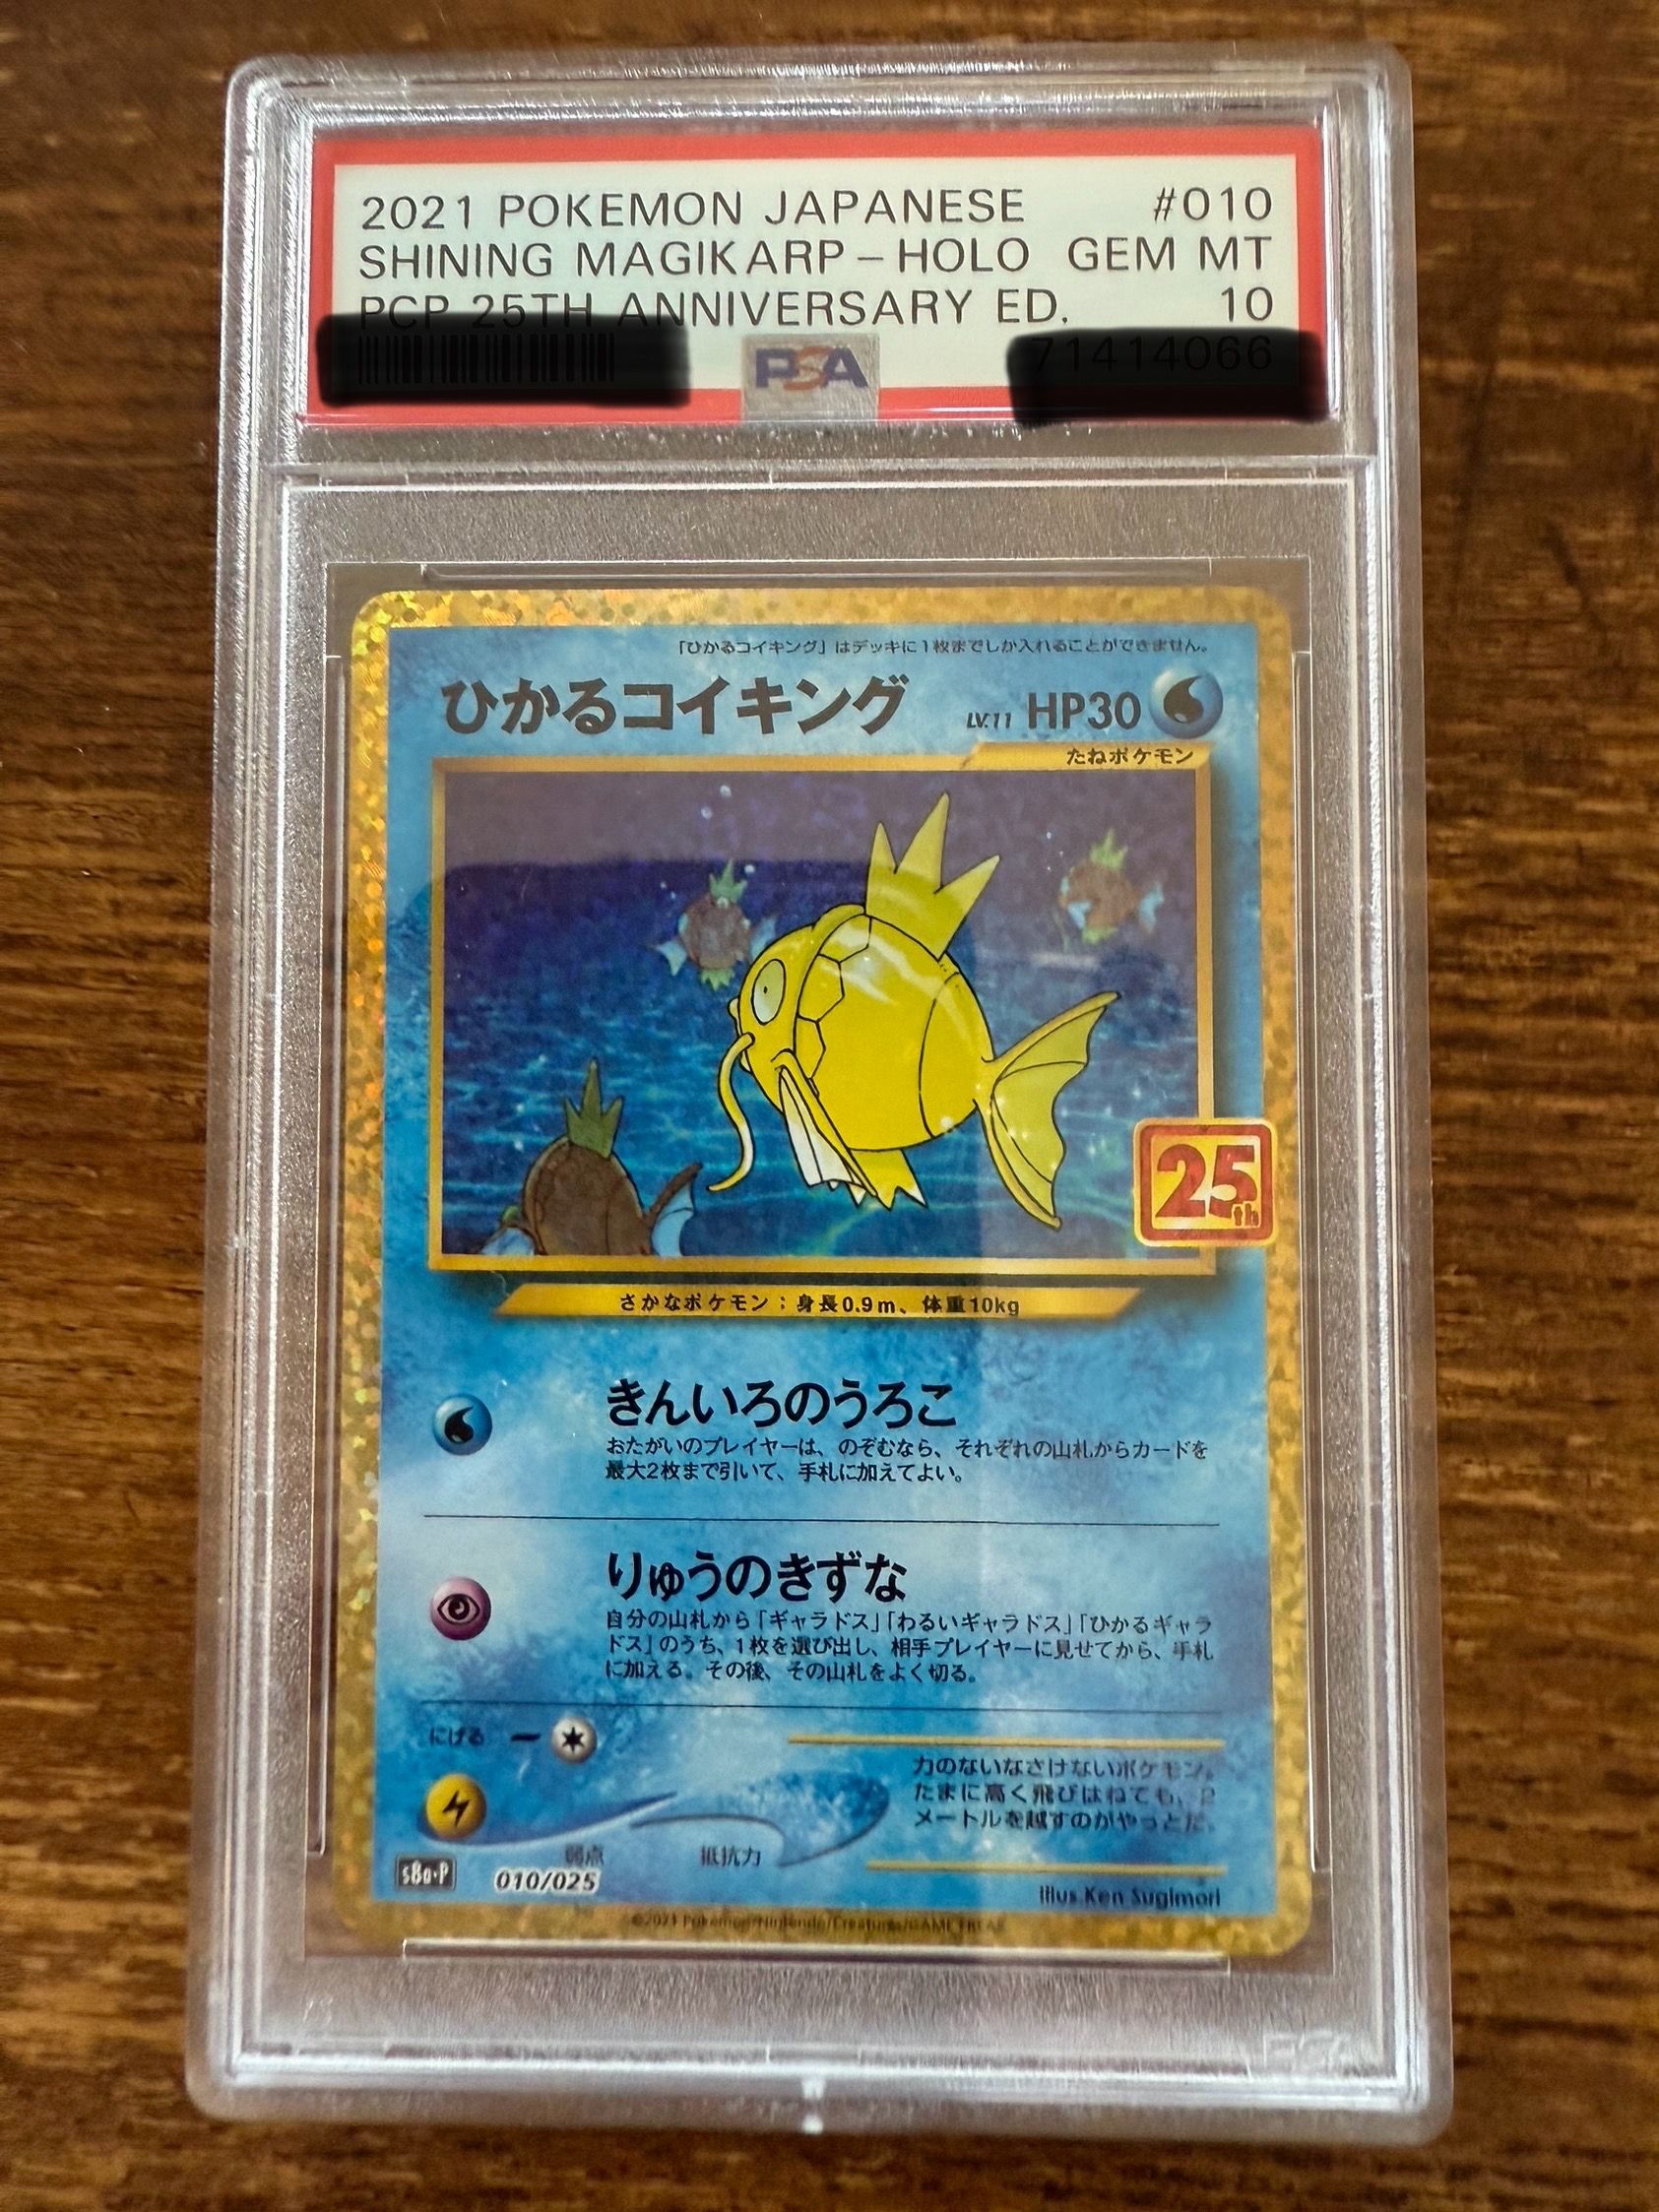 2021 POKEMON JAPANESE #010
SHINING MAGIKARP-HOLO GEM MT
PCP 25TH ANNIVERSARY ED. 10
PSA 71414066
「ひかるコイキング」はデッキに1枚までしか入れることができません。
ひかるコイキング LV.11 HP30
たねポケモン
25th
さかなポケモン；身長0.9m、体重10kg
きんいろのうろこ
おたがいのプレイヤーは、のぞむなら、それぞれの山札からカードを
最大2枚まで引いて、手札に加えてよい。
りゅうのきずな
自分の山札から「ギャラドス」「わるいギャラドス」「ひかるギャラ
ドス」のうち、1枚を選び出し、相手プレイヤーに見せてから、手札
に加える。その後、その山札をよく切る。
にげる
力のないなさけないポケモン。
たまに高く飛びはねても、2
メートルを越すのがやっとだ。
弱点 抵抗力
s8a-P 010/025
Illus.Ken Sugimori
©2021 Pokémon/Nintendo/Creatures/GAME FREAK